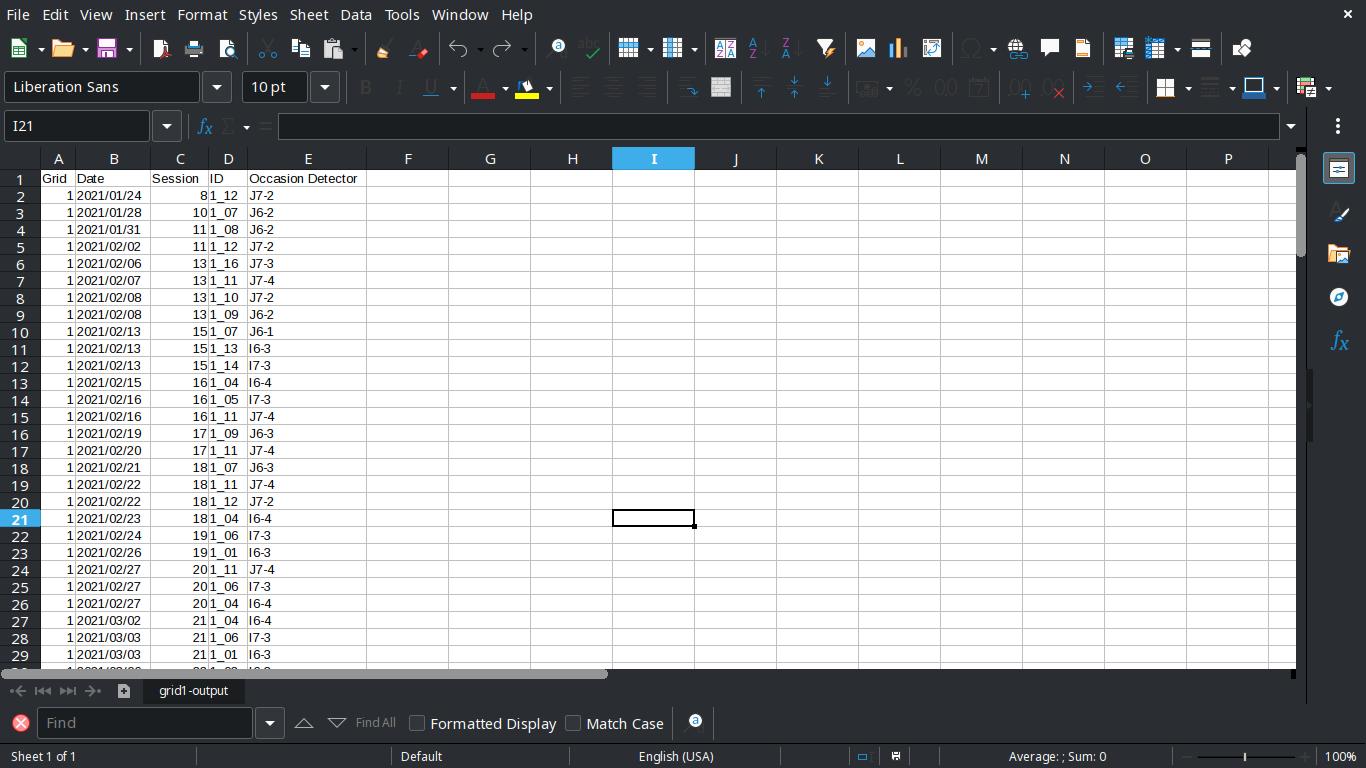 File Edit View Insert Format Styles Sheet Data Tools Window Help
Liberation Sans 10 pt
I21
A B C D E F G H I J K L M N O P
1 Grid Date Session ID Occasion Detector
2 1 2021/01/24 8 1_12 J7-2
3 1 2021/01/28 10 1_07 J6-2
4 1 2021/01/31 11 1_08 J6-2
5 1 2021/02/02 11 1_12 J7-2
6 1 2021/02/06 13 1_16 J7-3
7 1 2021/02/07 13 1_11 J7-4
8 1 2021/02/08 13 1_10 J7-2
9 1 2021/02/08 13 1_09 J6-2
10 1 2021/02/13 15 1_07 J6-1
11 1 2021/02/13 15 1_13 I6-3
12 1 2021/02/13 15 1_14 I7-3
13 1 2021/02/15 16 1_04 I6-4
14 1 2021/02/16 16 1_05 I7-3
15 1 2021/02/16 16 1_11 J7-4
16 1 2021/02/19 17 1_09 J6-3
17 1 2021/02/20 17 1_11 J7-4
18 1 2021/02/21 18 1_07 J6-3
19 1 2021/02/22 18 1_11 J7-4
20 1 2021/02/22 18 1_12 J7-2
21 1 2021/02/23 18 1_04 I6-4
22 1 2021/02/24 19 1_06 I7-3
23 1 2021/02/26 19 1_01 I6-3
24 1 2021/02/27 20 1_11 J7-4
25 1 2021/02/27 20 1_06 I7-3
26 1 2021/02/27 20 1_04 I6-4
27 1 2021/03/02 21 1_04 I6-4
28 1 2021/03/03 21 1_06 I7-3
29 1 2021/03/03 21 1_01 I6-3
grid1-output
Find Find All Formatted Display Match Case
Sheet 1 of 1 Default English (USA) Average: ; Sum: 0 100%